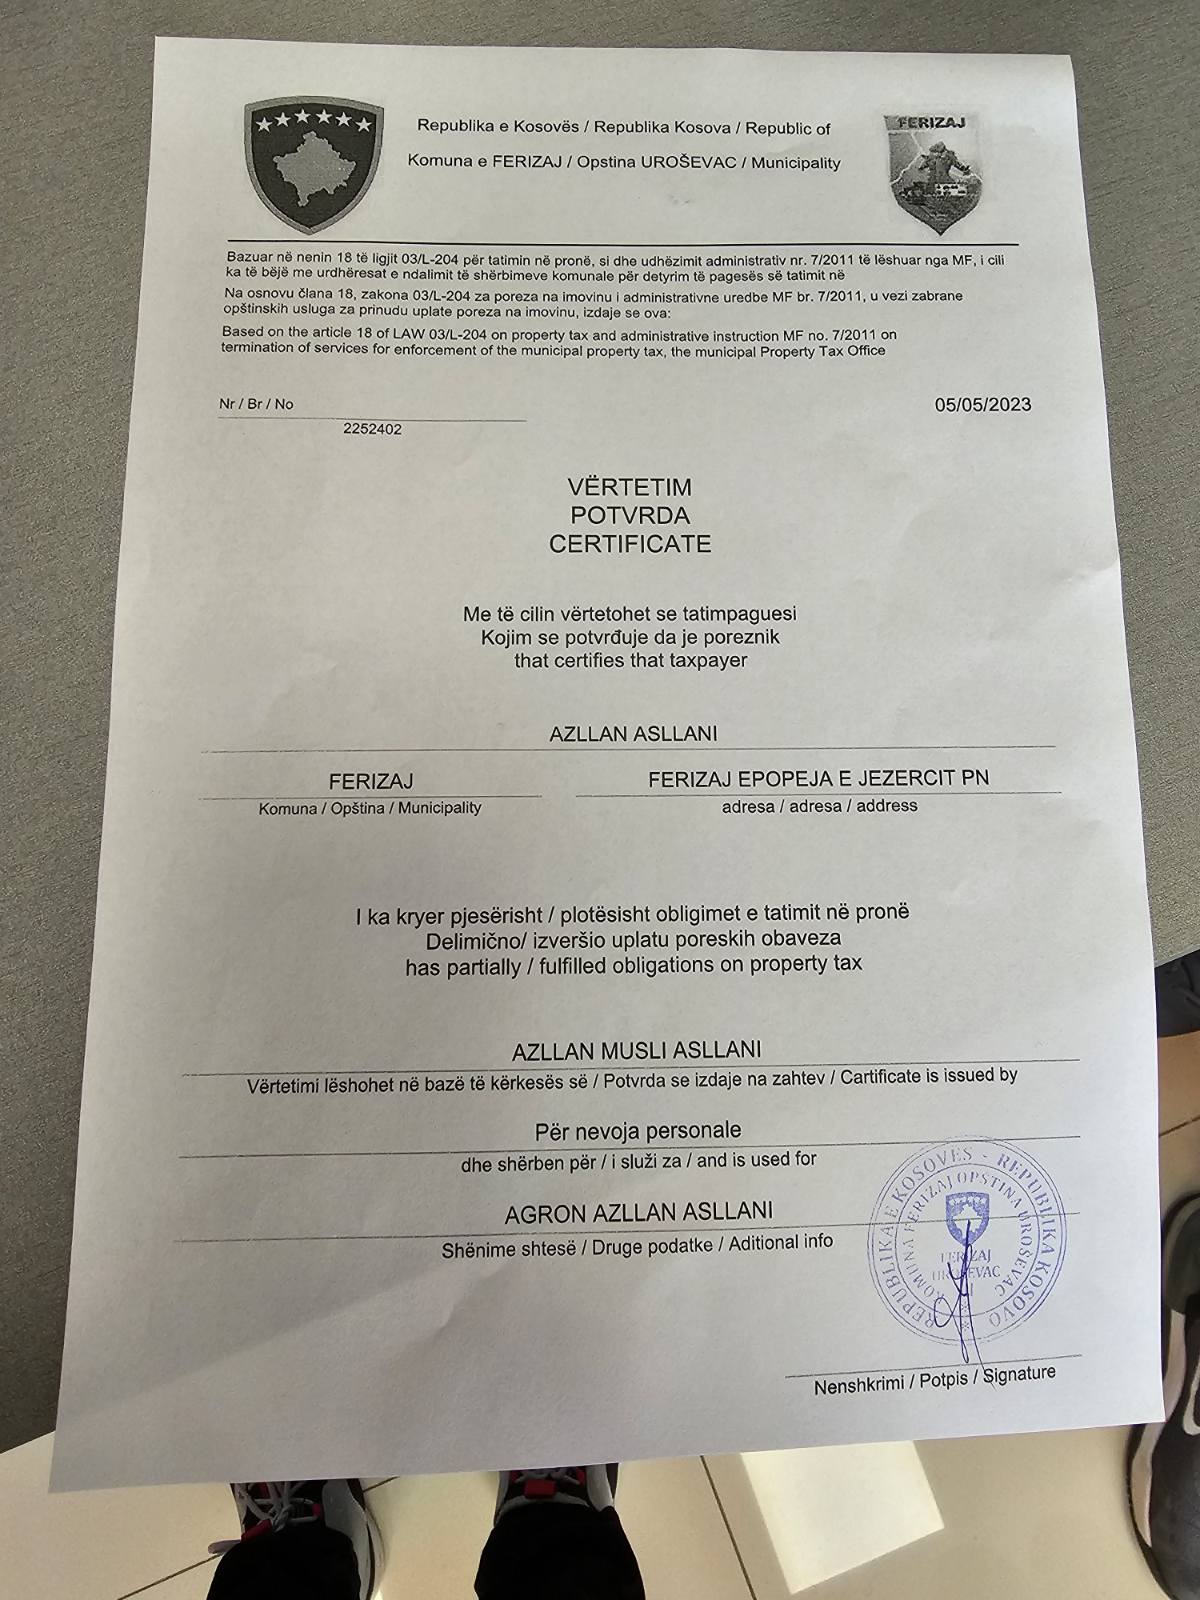 Republika e Kosovës / Republika Kosova / Republic of
Komuna e FERIZAJ / Opstina UROŠEVAC / Municipality
FERIZAJ
Bazuar në nenin 18 të ligjit 03/L-204 për tatimin në pronë, si dhe udhëzimit administrativ nr. 7/2011 të lëshuar nga MF, i cili
ka të bëjë me urdhëresat e ndalimit të shërbimeve komunale për detyrim të pagesës së tatimit në
Na osnovu člana 18, zakona 03/L-204 za poreza na imovinu i administrativne uredbe MF br. 7/2011, u vezi zabrane
opštinskih usluga za prinudu uplate poreza na imovinu, izdaje se ova:
Based on the article 18 of LAW 03/L-204 on property tax and administrative instruction MF no. 7/2011 on
termination of services for enforcement of the municipal property tax, the municipal Property Tax Office
Nr / Br / No
05/05/2023
2252402
VËRTETIM
POTVRDA
CERTIFICATE
Me të cilin vërtetohet se tatimpaguesi
Kojim se potvrđuje da je poreznik
that certifies that taxpayer
AZLLAN ASLLANI
FERIZAJ
FERIZAJ EPOPEJA E JEZERCIT PN
Komuna / Opština / Municipality
adresa / adresa / address
I ka kryer pjesërisht / plotësisht obligimet e tatimit në pronë
Delimično/ izveršio uplatu poreskih obaveza
has partially / fulfilled obligations on property tax
AZLLAN MUSLI ASLLANI
Vërtetimi lëshohet në bazë të kërkesës së / Potvrda se izdaje na zahtev / Cartificate is issued by
Për nevoja personale
dhe shërben për / i služi za / and is used for
AGRON AZLLAN ASLLANI
Shënime shtesë / Druge podatke / Aditional info
REPUBLIKA E KOSOVËS - REPUBLIKA KOSOVO
KOMUNA FERIZAJ OPŠTINA UROŠEVAC
FERIZAJ
UROŠEVAC
Nenshkrimi / Potpis / Signature